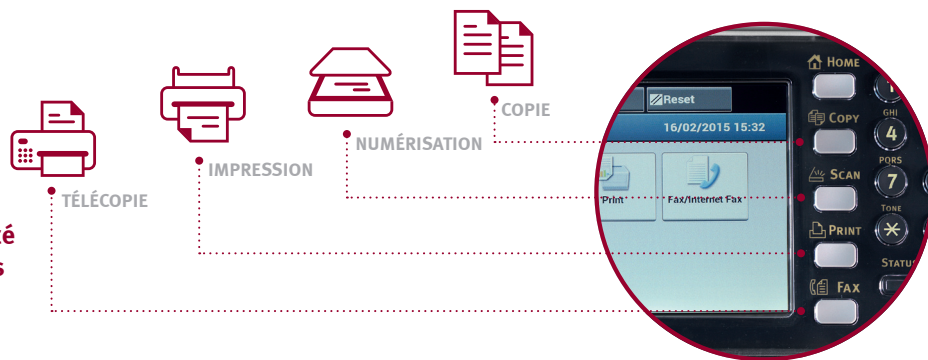 COPIE
NUMÉRISATION
IMPRESSION
TÉLÉCOPIE
HOME
Reset
16/02/2015 15:32
COPY
GHI
4
SCAN
PQRS
7
Print
Fax/Internet Fax
TONE
PRINT
FAX